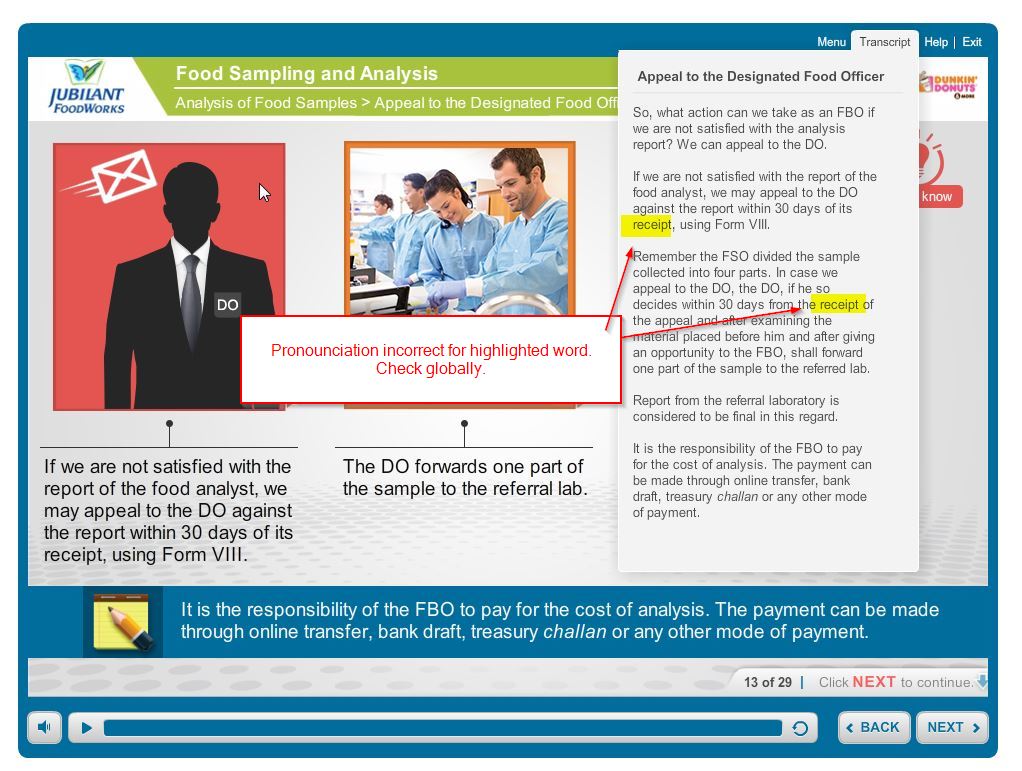 Menu Transcript Help | Exit
JUBILANT
FOODWORKS
Food Sampling and Analysis
Analysis of Food Samples > Appeal to the Designated Food Offi
DUNKIN'
DONUTS
& MORE
know
DO
Appeal to the Designated Food Officer
So, what action can we take as an FBO if
we are not satisfied with the analysis
report? We can appeal to the DO.
If we are not satisfied with the report of the
food analyst, we may appeal to the DO
against the report within 30 days of its
receipt, using Form VIII.
Remember the FSO divided the sample
collected into four parts. In case we
appeal to the DO, the DO, if he so
decides within 30 days from the receipt of
the appeal and after examining the
material placed before him and after giving
an opportunity to the FBO, shall forward
one part of the sample to the referred lab.
Report from the referral laboratory is
considered to be final in this regard.
It is the responsibility of the FBO to pay
for the cost of analysis. The payment can
be made through online transfer, bank
draft, treasury challan or any other mode
of payment.
Pronounciation incorrect for highlighted word.
Check globally.
If we are not satisfied with the
report of the food analyst, we
may appeal to the DO against
the report within 30 days of its
receipt, using Form VIII.
The DO forwards one part of
the sample to the referral lab.
It is the responsibility of the FBO to pay for the cost of analysis. The payment can be made
through online transfer, bank draft, treasury challan or any other mode of payment.
13 of 29 | Click NEXT to continue.
BACK NEXT